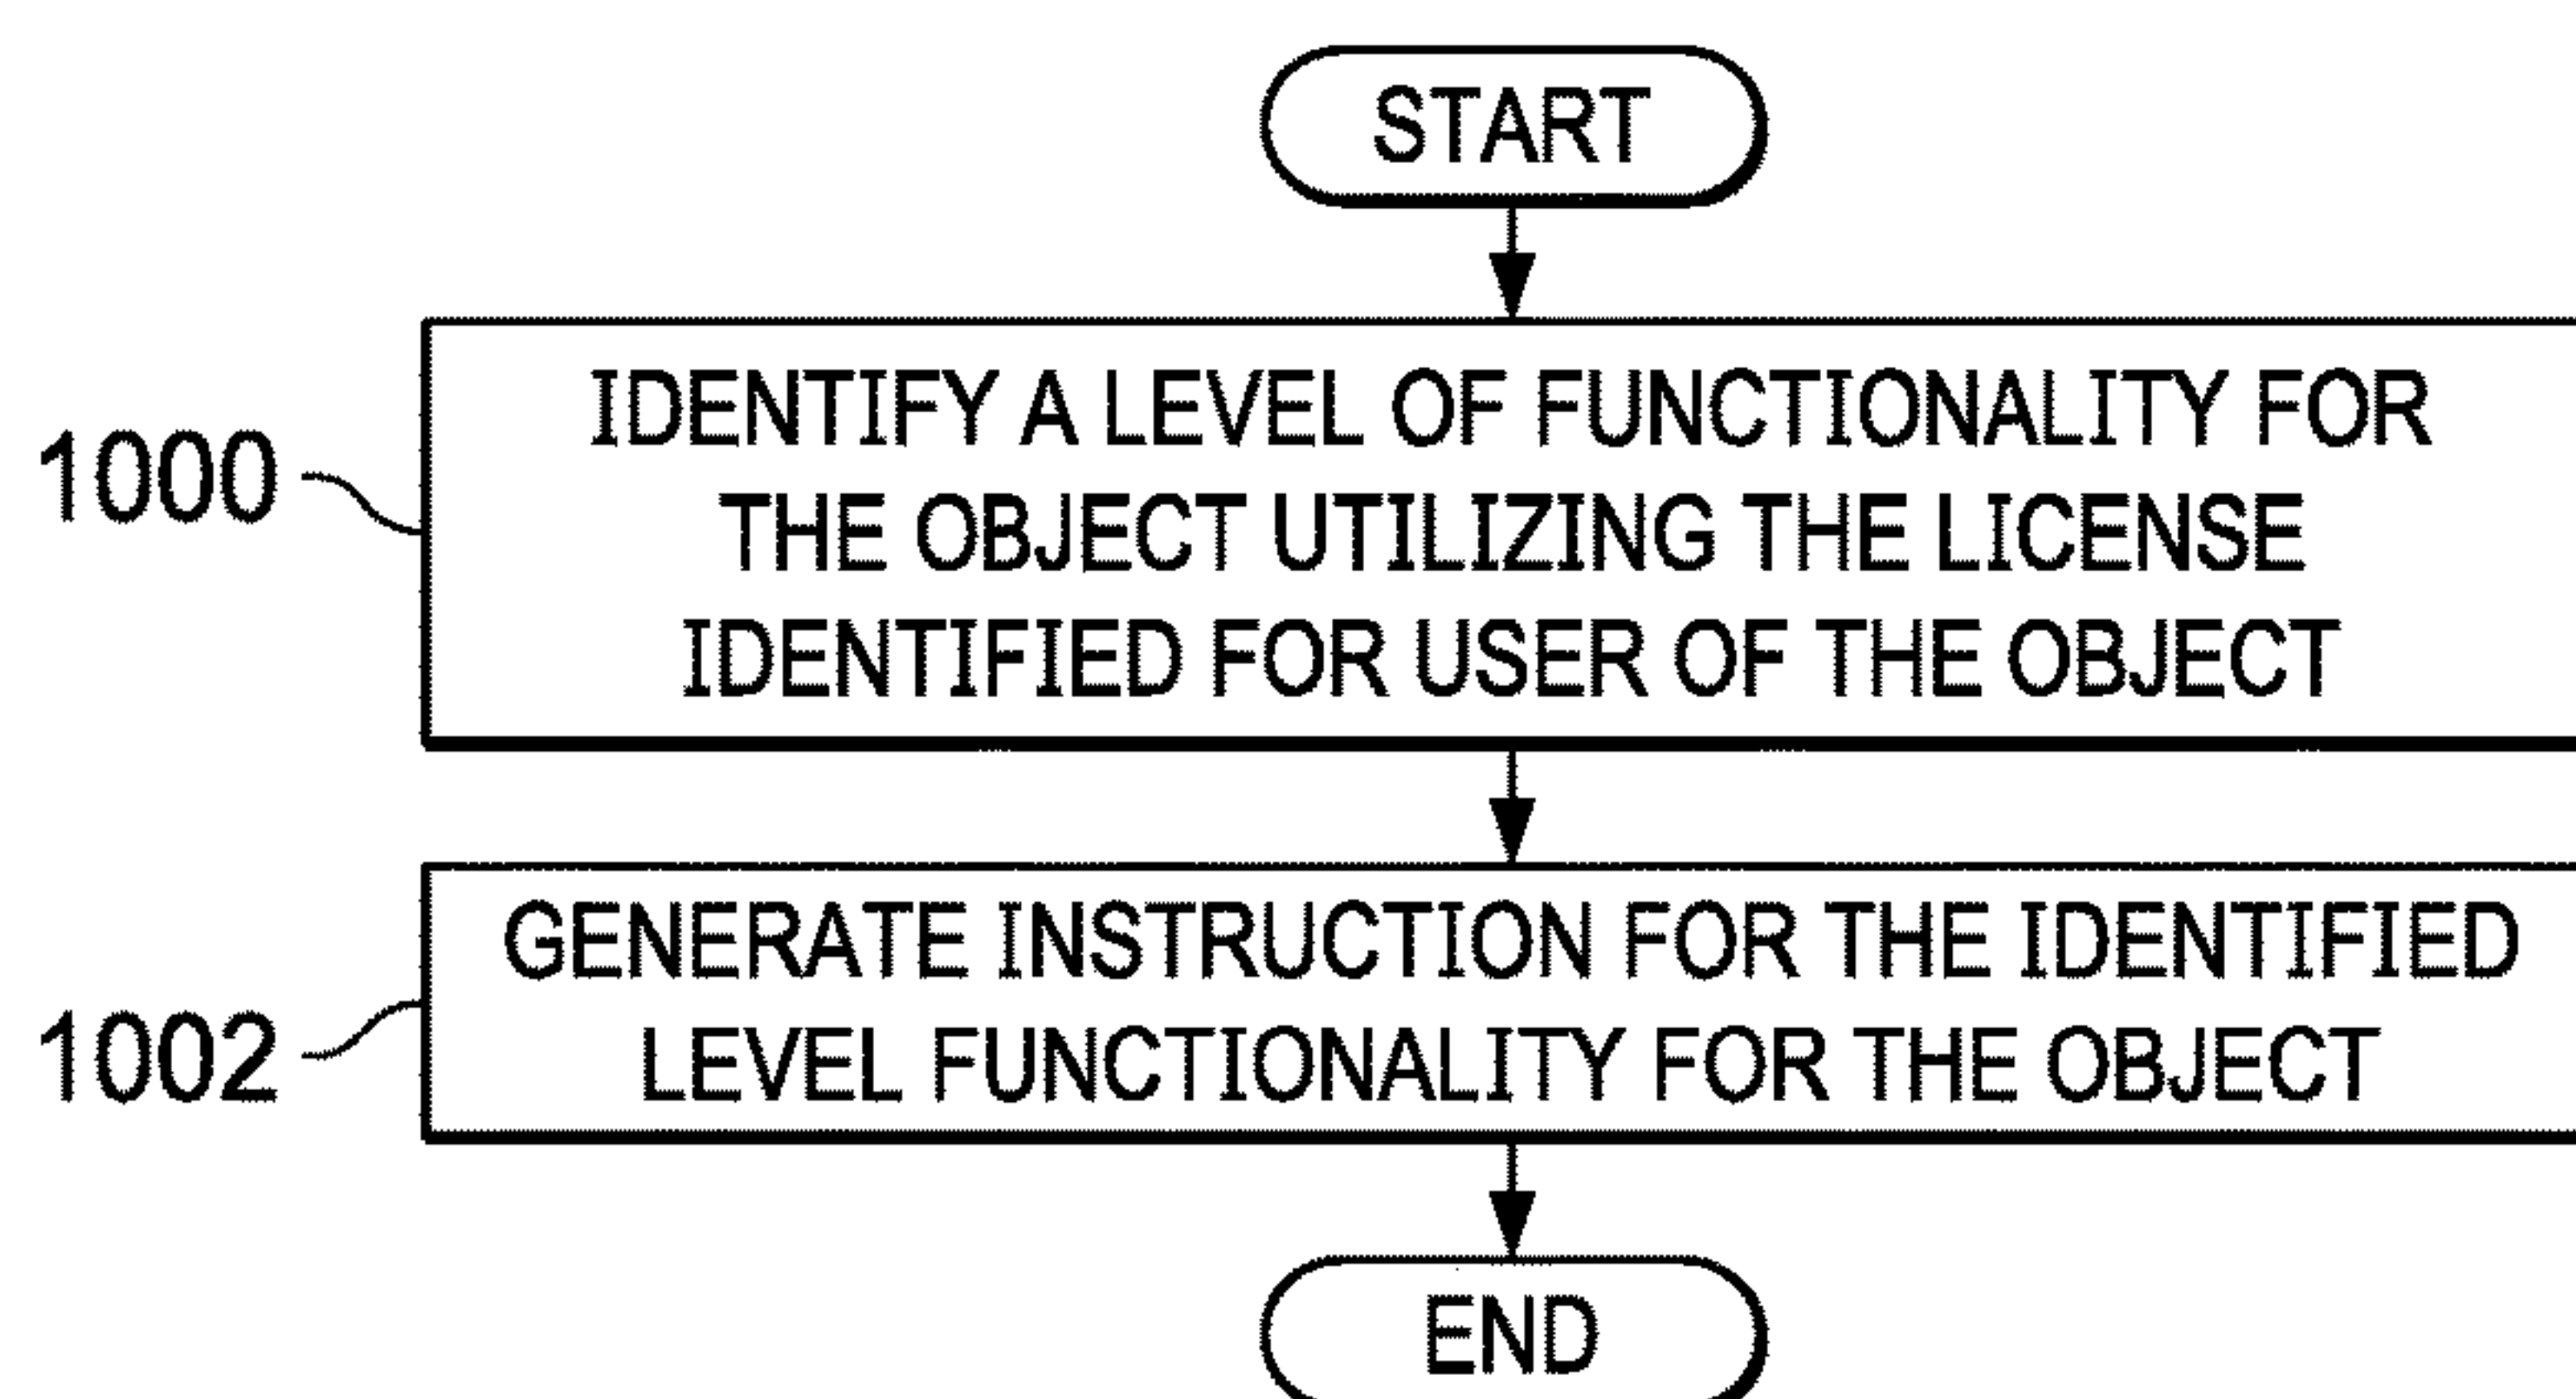 START
1000
IDENTIFY A LEVEL OF FUNCTIONALITY FOR
THE OBJECT UTILIZING THE LICENSE
IDENTIFIED FOR USER OF THE OBJECT
1002
GENERATE INSTRUCTION FOR THE IDENTIFIED
LEVEL FUNCTIONALITY FOR THE OBJECT
END